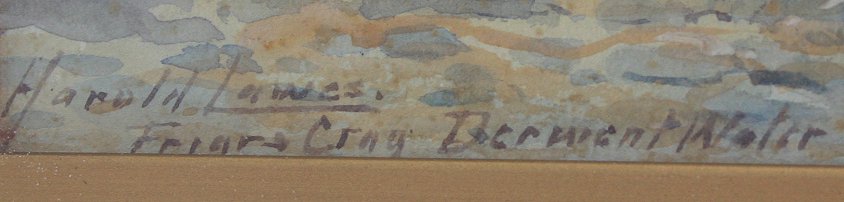 Harold Lawes.
Friars Crag Derwent Water